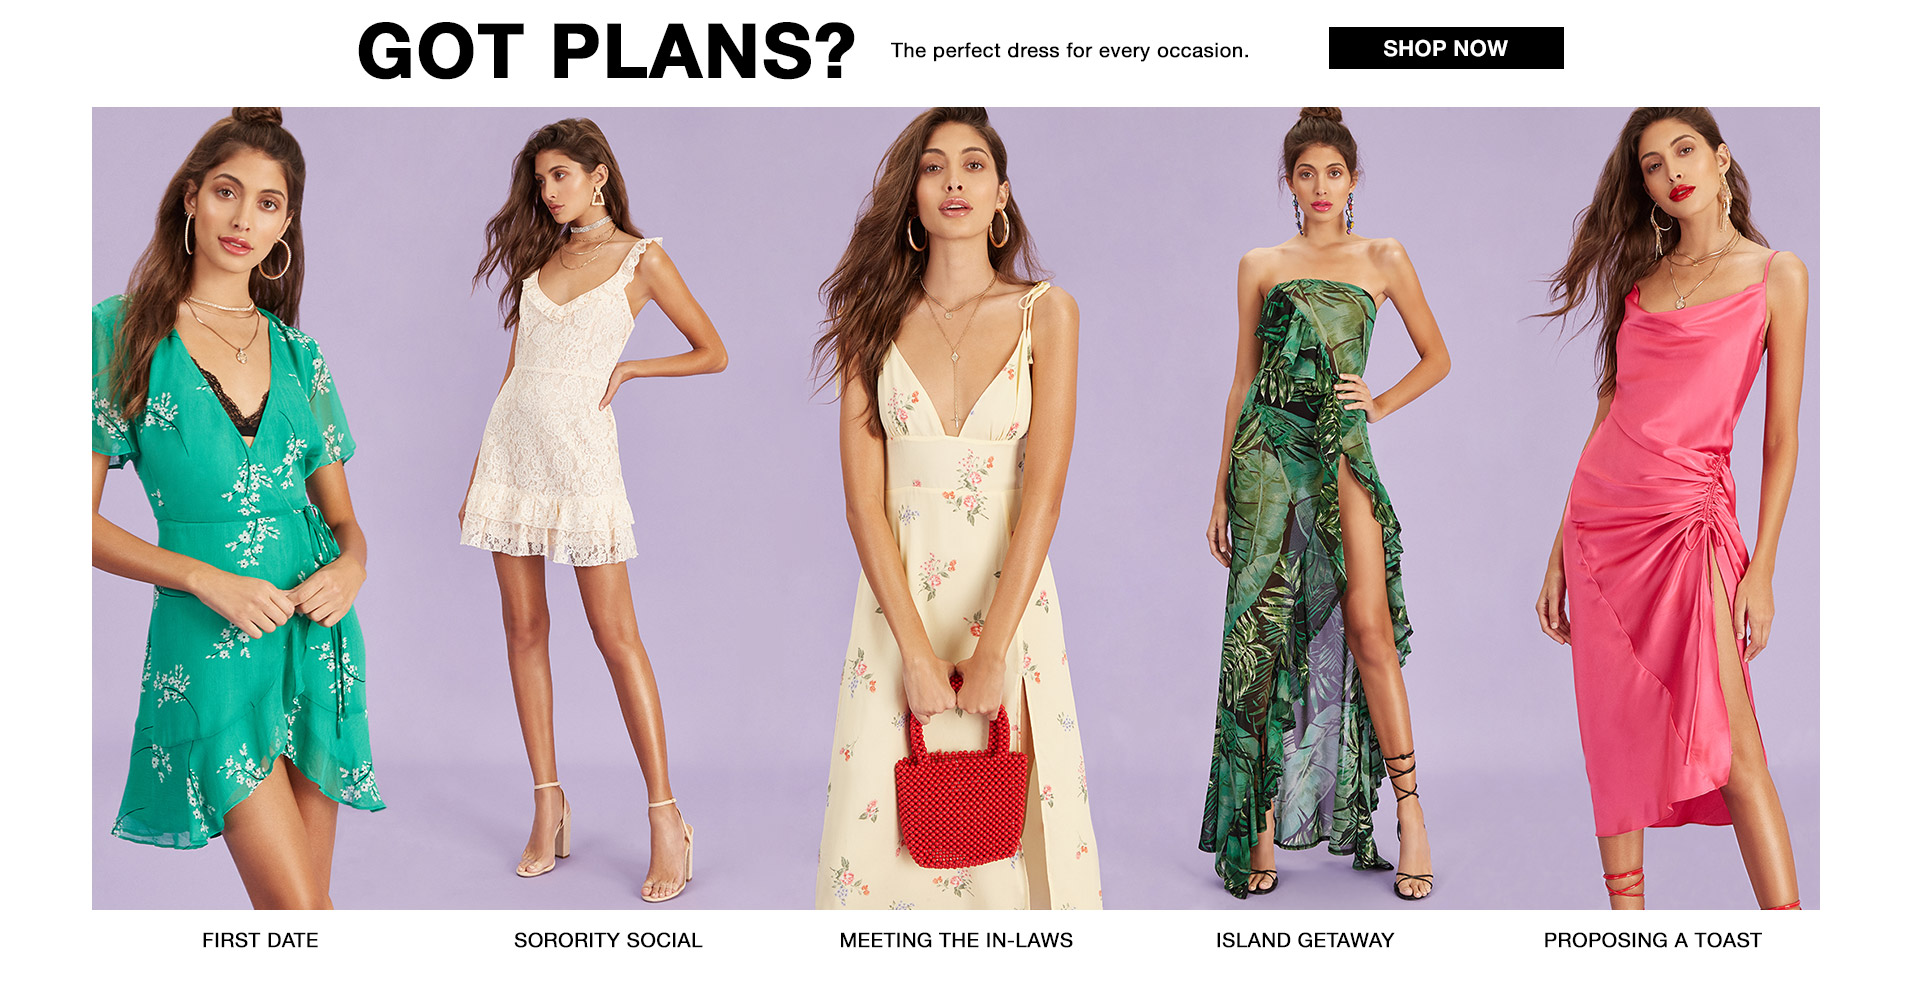 GOT PLANS?
The perfect dress for every occasion.
SHOP NOW
FIRST DATE
SORORITY SOCIAL
MEETING THE IN-LAWS
ISLAND GETAWAY
PROPOSING A TOAST